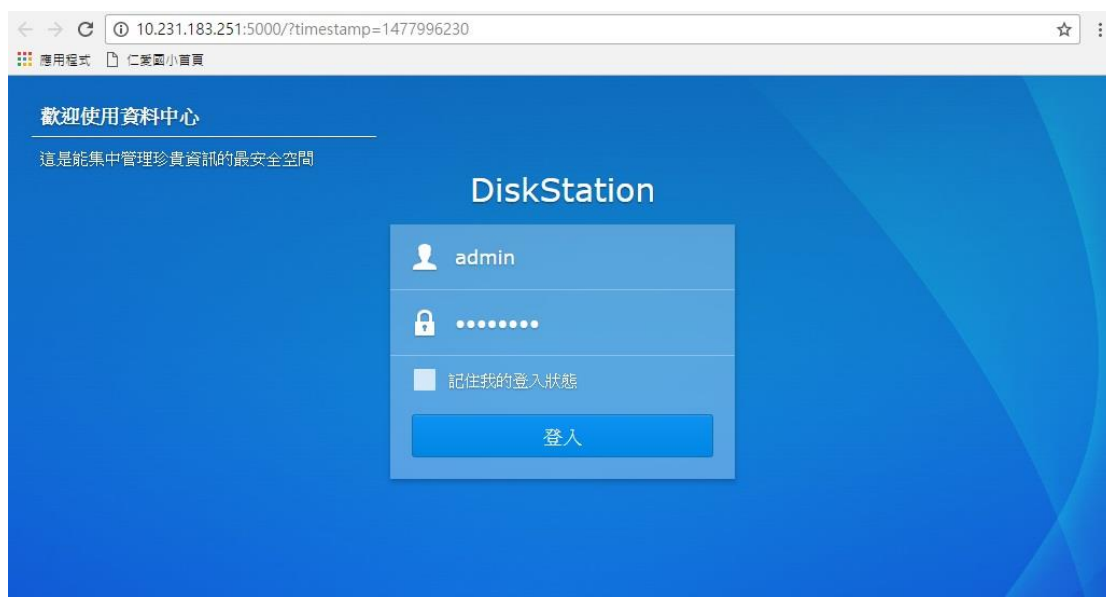 10.231.183.251:5000/?timestamp=1477996230
應用程式 仁愛國小首頁
歡迎使用資料中心
這是能集中管理珍貴資訊的最安全空間
DiskStation
admin
••••••••
記住我的登入狀態
登入